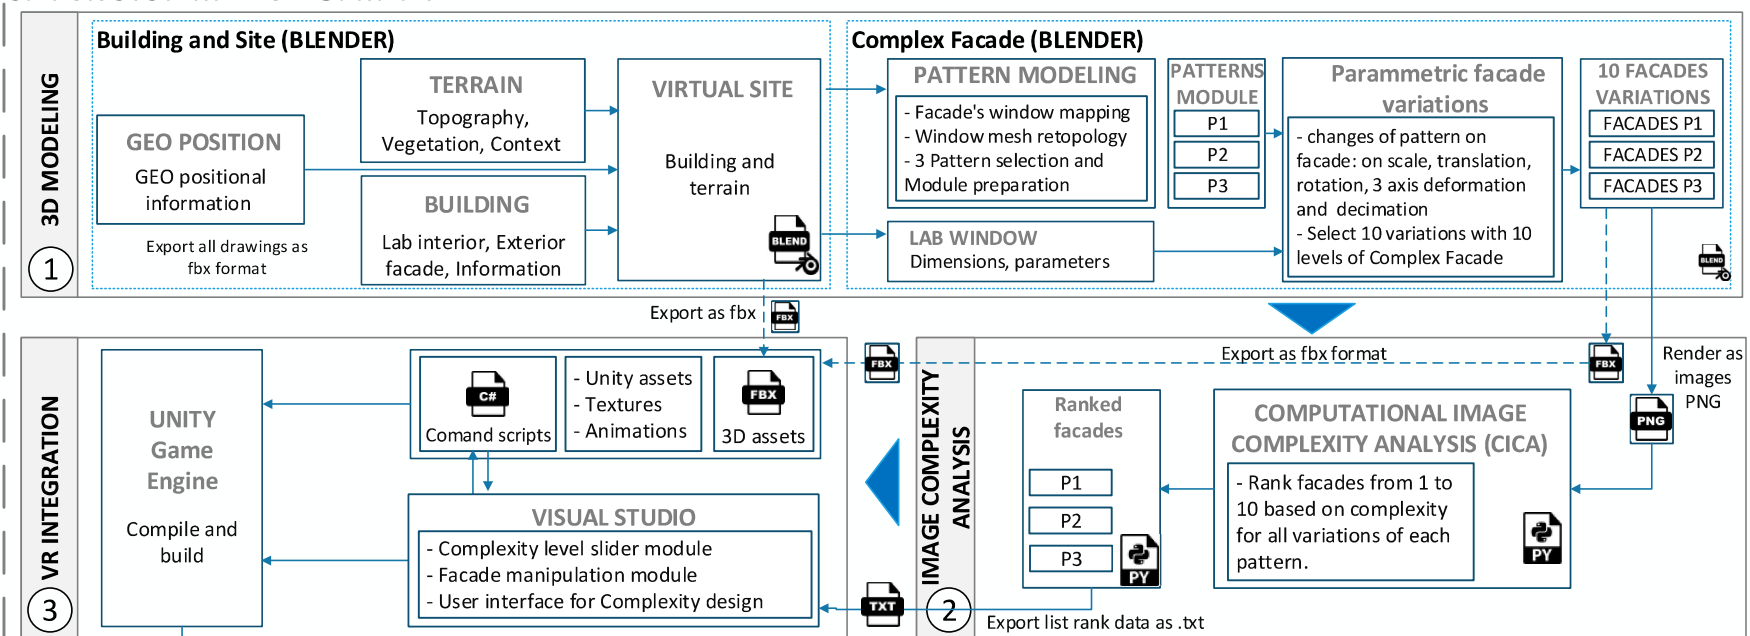 3D MODELING
1
Building and Site (BLENDER)
GEO POSITION
GEO positional
information
Export all drawings as
fbx format
TERRAIN
Topography,
Vegetation, Context
BUILDING
Lab interior, Exterior
facade, Information
VIRTUAL SITE
Building and
terrain
BLEND
Complex Facade (BLENDER)
PATTERN MODELING
- Facade's window mapping
- Window mesh retopology
- 3 Pattern selection and
Module preparation
LAB WINDOW
Dimensions, parameters
PATTERNS
MODULE
P1
P2
P3
Parammetric facade
variations
- changes of pattern on
facade: on scale, translation,
rotation, 3 axis deformation
and decimation
- Select 10 variations with 10
levels of Complex Facade
10 FACADES
VARIATIONS
FACADES P1
FACADES P2
FACADES P3
BLEND
Export as fbx
FBX
FBX
Export as fbx format
FBX
Render as
images
PNG
PNG
IMAGE COMPLEXITY
ANALYSIS
2
COMPUTATIONAL IMAGE
COMPLEXITY ANALYSIS (CICA)
- Rank facades from 1 to
10 based on complexity
for all variations of each
pattern.
PY
Ranked
facades
P1
P2
P3
PY
Export list rank data as .txt
TXT
VR INTEGRATION
3
UNITY
Game
Engine
Compile and
build
C#
Comand scripts
- Unity assets
- Textures
- Animations
FBX
3D assets
VISUAL STUDIO
- Complexity level slider module
- Facade manipulation module
- User interface for Complexity design